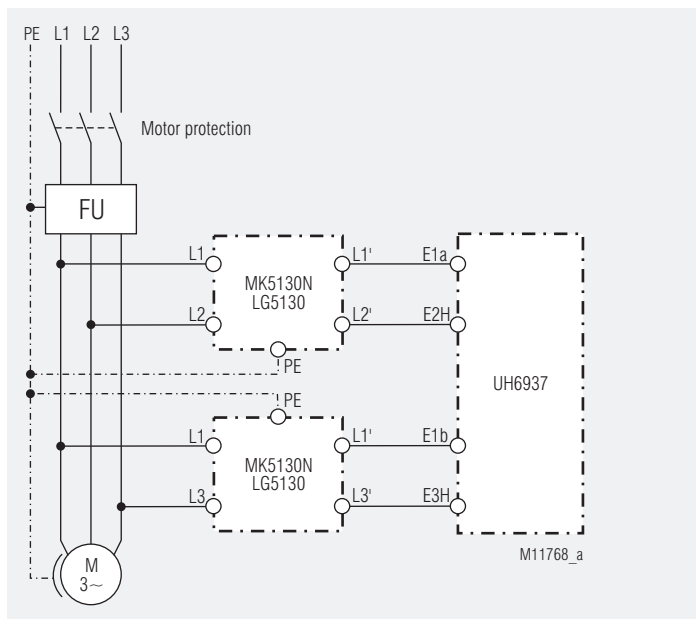 PE L1 L2 L3
Motor protection
FU
L1
MK5130N
LG5130
L2
PE
L1'
L2'
E1a
E2H
UH6937
PE
L1
MK5130N
LG5130
L3
L1'
L3'
E1b
E3H
M
3~
M11768_a